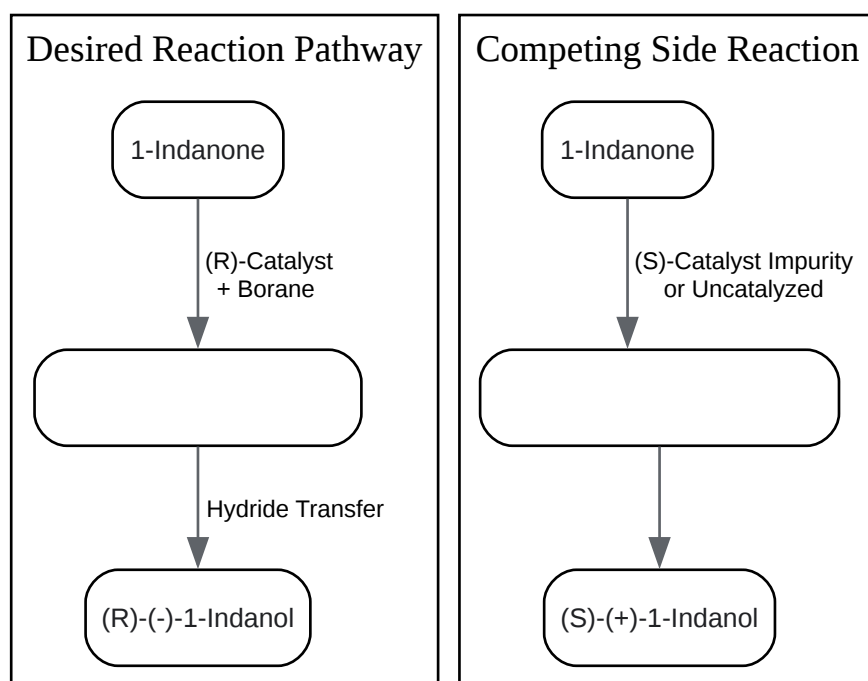 Desired Reaction Pathway
1-Indanone
(R)-Catalyst
+ Borane
Hydride Transfer
(R)-(-)-1-Indanol
Competing Side Reaction
1-Indanone
(S)-Catalyst Impurity
or Uncatalyzed
(S)-(+)-1-Indanol